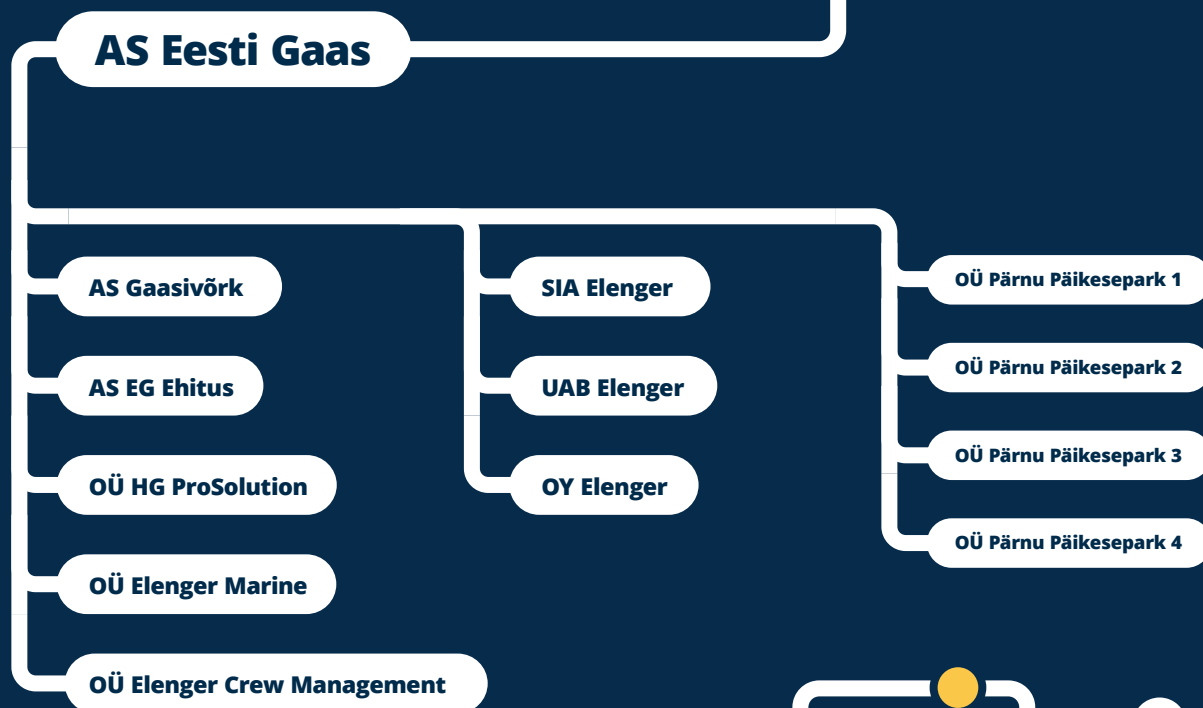 AS Eesti Gaas
AS Gaasivõrk
AS EG Ehitus
OÜ HG ProSolution
OÜ Elenger Marine
OÜ Elenger Crew Management
SIA Elenger
UAB Elenger
OY Elenger
OÜ Pärnu Päikesepark 1
OÜ Pärnu Päikesepark 2
OÜ Pärnu Päikesepark 3
OÜ Pärnu Päikesepark 4